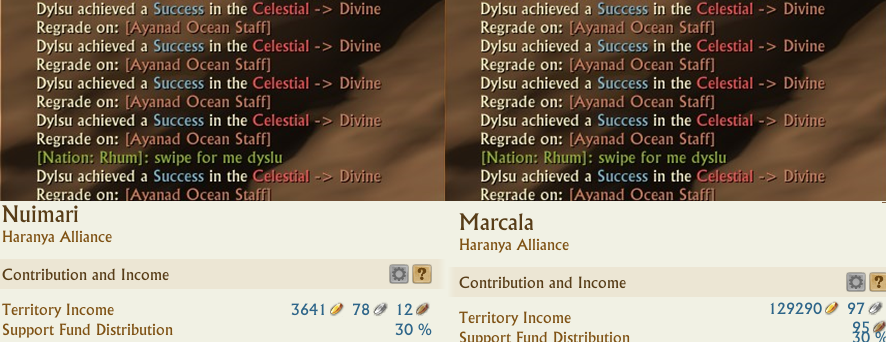 Dylsu achieved a Success in the Celestial -> Divine
Regrade on: [Ayanad Ocean Staff]
Dylsu achieved a Success in the Celestial -> Divine
Regrade on: [Ayanad Ocean Staff]
Dylsu achieved a Success in the Celestial -> Divine
Regrade on: [Ayanad Ocean Staff]
Dylsu achieved a Success in the Celestial -> Divine
Regrade on: [Ayanad Ocean Staff]
[Nation: Rhum]: swipe for me dyslu
Dylsu achieved a Success in the Celestial -> Divine
Regrade on: [Ayanad Ocean Staff]
Dylsu achieved a Success in the Celestial -> Divine
Regrade on: [Ayanad Ocean Staff]
Dylsu achieved a Success in the Celestial -> Divine
Regrade on: [Ayanad Ocean Staff]
Dylsu achieved a Success in the Celestial -> Divine
Regrade on: [Ayanad Ocean Staff]
Dylsu achieved a Success in the Celestial -> Divine
Regrade on: [Ayanad Ocean Staff]
[Nation: Rhum]: swipe for me dyslu
Dylsu achieved a Success in the Celestial -> Divine
Regrade on: [Ayanad Ocean Staff]
Nuimari
Haranya Alliance
Contribution and Income
?
Territory Income 3641 78 12
Support Fund Distribution 30 %
Marcala
Haranya Alliance
Contribution and Income
?
Territory Income 129290 97
95
Support Fund Distribution 30 %